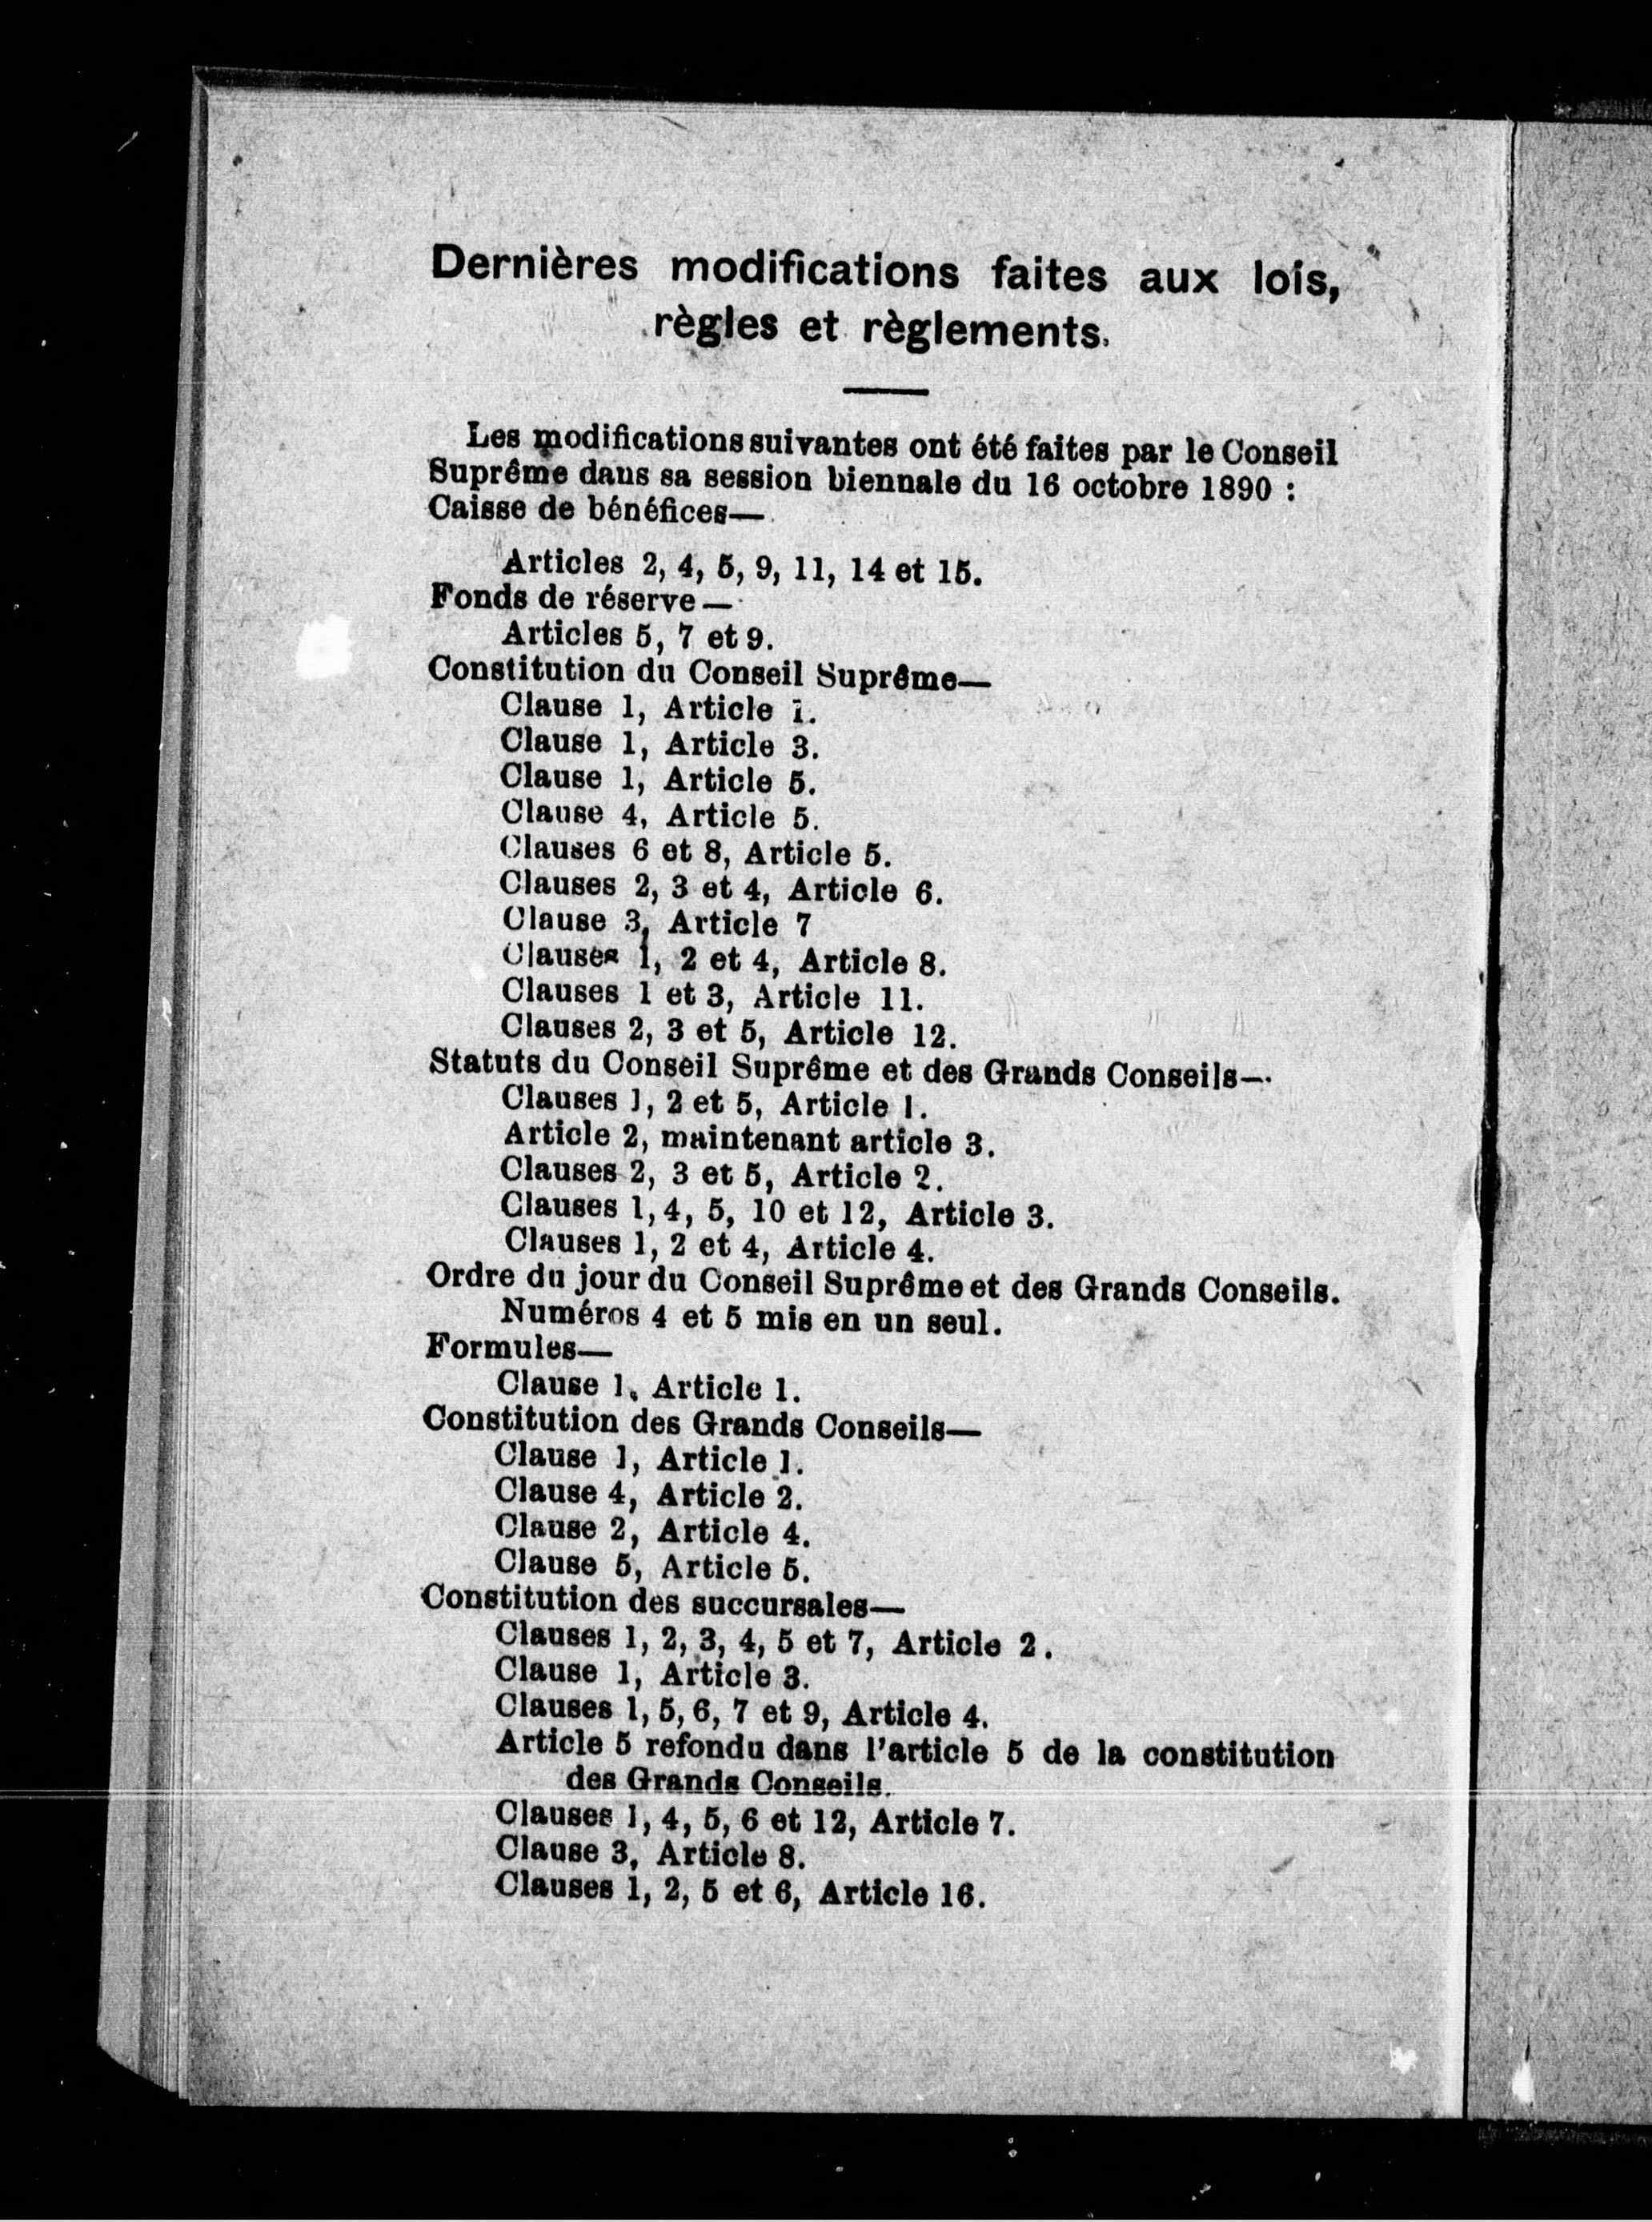 Dernières modifications faites aux lois,
règles et règlements.
Les modifications suivantes ont été faites par le Conseil
Suprême dans sa session biennale du 16 octobre 1890 :
Caisse de bénéfices—
Articles 2, 4, 5, 9, 11, 14 et 15.
Fonds de réserve—
Articles 5, 7 et 9.
Constitution du Conseil Suprême—
Clause 1, Article 1.
Clause 1, Article 3.
Clause 1, Article 5.
Clause 4, Article 5.
Clauses 6 et 8, Article 5.
Clauses 2, 3 et 4, Article 6.
Clause 3, Article 7
Clauses 1, 2 et 4, Article 8.
Clauses 1 et 3, Article 11.
Clauses 2, 3 et 5, Article 12.
Statuts du Conseil Suprême et des Grands Conseils—
Clauses 1, 2 et 5, Article 1.
Article 2, maintenant article 3.
Clauses 2, 3 et 5, Article 2.
Clauses 1, 4, 5, 10 et 12, Article 3.
Clauses 1, 2 et 4, Article 4.
Ordre du jour du Conseil Suprême et des Grands Conseils.
Numéros 4 et 5 mis en un seul.
Formules—
Clause 1, Article 1.
Constitution des Grands Conseils—
Clause 1, Article 1.
Clause 4, Article 2.
Clause 2, Article 4.
Clause 5, Article 5.
Constitution des succursales—
Clauses 1, 2, 3, 4, 5 et 7, Article 2.
Clause 1, Article 3.
Clauses 1, 5, 6, 7 et 9, Article 4.
Article 5 refondu dans l'article 5 de la constitution
des Grands Conseils.
Clauses 1, 4, 5, 6 et 12, Article 7.
Clause 3, Article 8.
Clauses 1, 2, 5 et 6, Article 16.